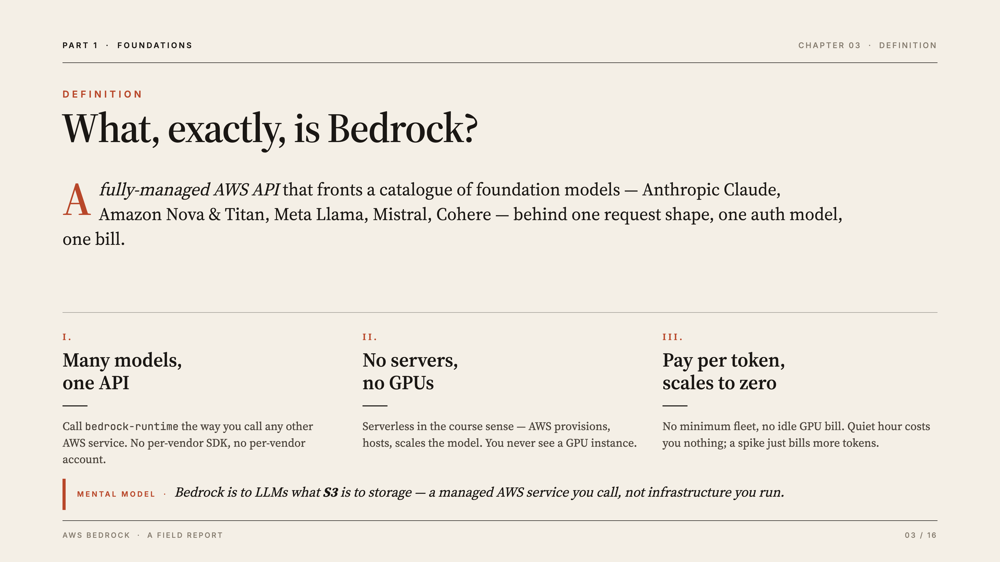 PART 1 · FOUNDATIONS
CHAPTER 03 · DEFINITION
DEFINITION
What, exactly, is Bedrock?
A fully-managed AWS API that fronts a catalogue of foundation models — Anthropic Claude,
Amazon Nova & Titan, Meta Llama, Mistral, Cohere — behind one request shape, one auth model,
one bill.
I.
Many models,
one API
Call bedrock-runtime the way you call any other
AWS service. No per-vendor SDK, no per-vendor
account.
II.
No servers,
no GPUs
Serverless in the course sense — AWS provisions,
hosts, scales the model. You never see a GPU instance.
III.
Pay per token,
scales to zero
No minimum fleet, no idle GPU bill. Quiet hour costs
you nothing; a spike just bills more tokens.
MENTAL MODEL · Bedrock is to LLMs what S3 is to storage — a managed AWS service you call, not infrastructure you run.
AWS BEDROCK · A FIELD REPORT
03 / 16